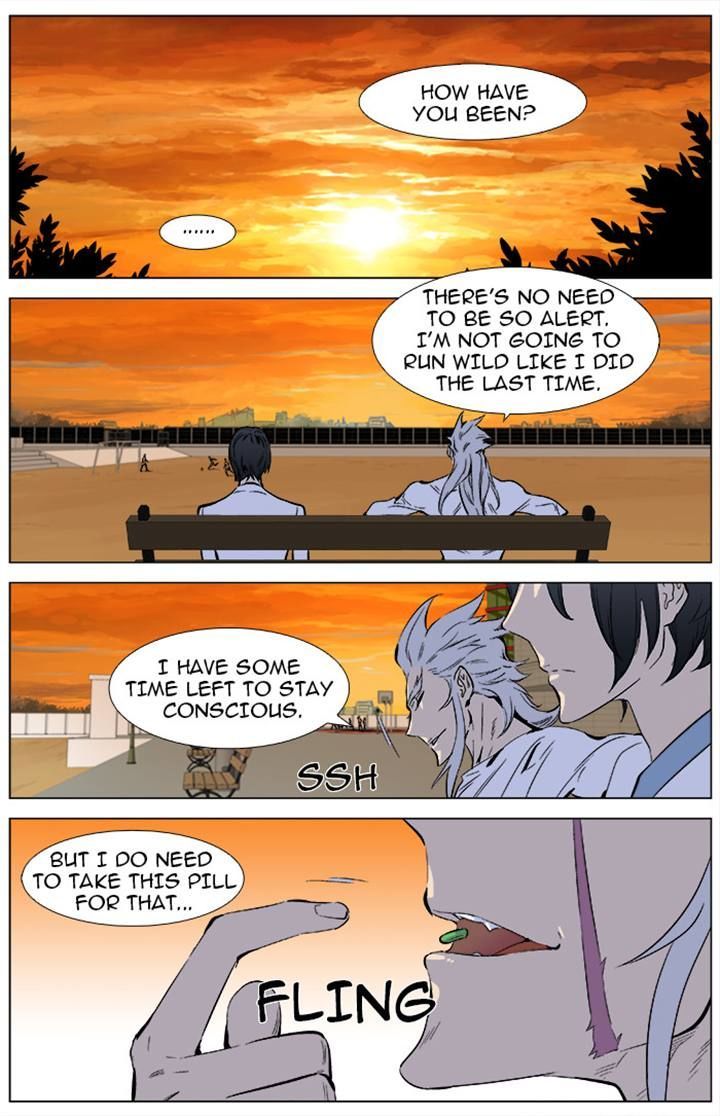 HOW HAVE
YOU BEEN?
......
THERE'S NO NEED
TO BE SO ALERT.
I'M NOT GOING TO
RUN WILD LIKE I DID
THE LAST TIME.
I HAVE SOME
TIME LEFT TO STAY
CONSCIOUS.
SSH
BUT I DO NEED
TO TAKE THIS PILL
FOR THAT...
FLING